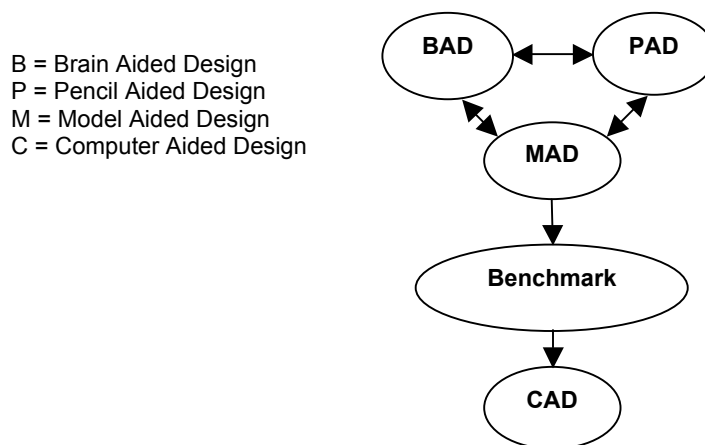 B = Brain Aided Design
P = Pencil Aided Design
M = Model Aided Design
C = Computer Aided Design
BAD
PAD
MAD
Benchmark
CAD